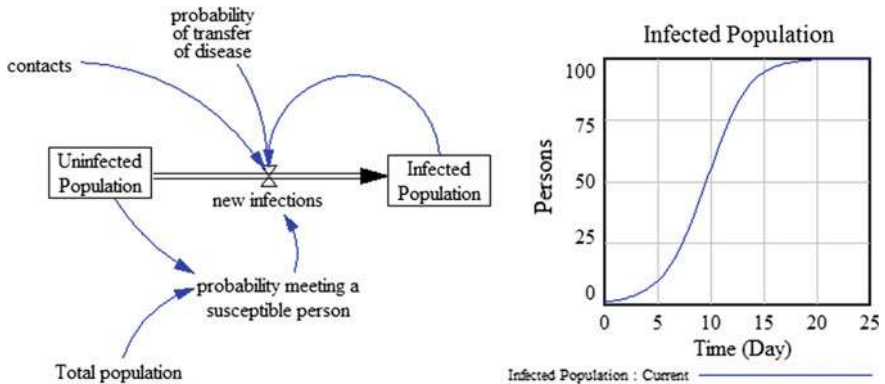 probability
of transfer
of disease
contacts
Uninfected
Population
new infections
Infected
Population
probability meeting a
susceptible person
Total population
Infected Population
100
75
50
25
0
Persons
0 5 10 15 20 25
Time (Day)
Infected Population : Current